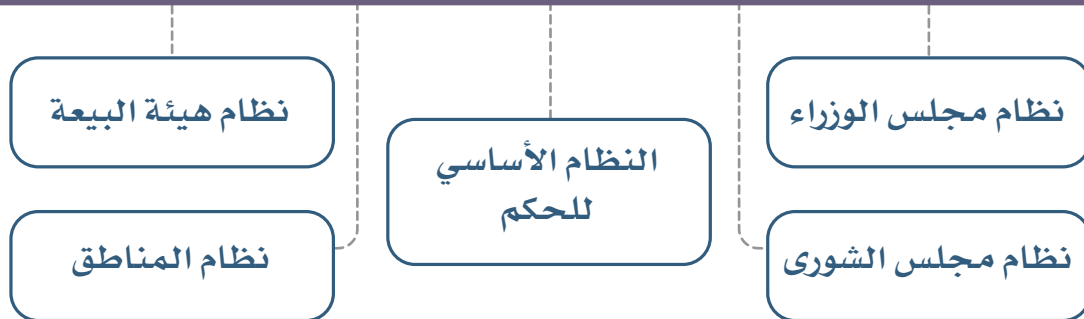 نظام مجلس الوزراء
نظام هيئة البيعة
النظام الأساسي
للحكم
نظام مجلس الشورى
نظام المناطق